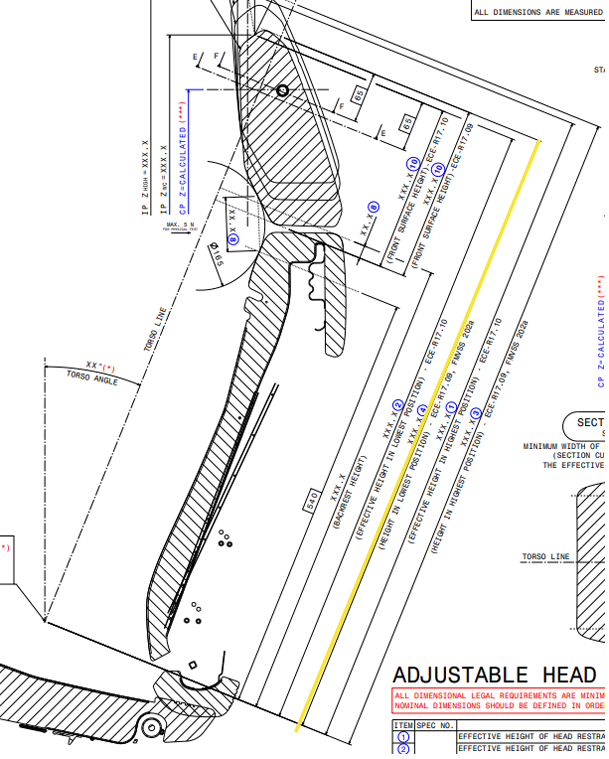 ALL DIMENSIONS ARE MEASURED
STA
E
F
F
E
65
65
IP Z HIGH = XXX.X
IP Z RC = XXX.X
CP Z-CALCULATED (***)
MAX. 5 N
XX.X 8
Ø165
XX.X 8
XXX.X 10
(FRONT SURFACE HEIGHT)-ECE-R17.10
XXX.X 10
(FRONT SURFACE HEIGHT)-ECE-R17.09
TORSO LINE
XX°(*)
TORSO ANGLE
540
XXX.X
(BACKREST HEIGHT)
XXX.X 2
(EFFECTIVE HEIGHT IN LOWEST POSITION) - ECE-R17.10
XXX.X 4
(HEIGHT IN LOWEST POSITION) - ECE-R17.09, FMVSS 202a
XXX.X 1
(EFFECTIVE HEIGHT IN HIGHEST POSITION) - ECE-R17.10
XXX.X 3
(HEIGHT IN HIGHEST POSITION) - ECE-R17.09, FMVSS 202a
CP Z-CALCULATED (***)
SECT
S
MINIMUM WIDTH OF
(SECTION CU
THE EFFECTIVE
TORSO LINE
*)
ADJUSTABLE HEAD
ALL DIMENSIONAL LEGAL REQUIREMENTS ARE MINIM
NOMINAL DIMENSIONS SHOULD BE DEFINED IN ORDE
ITEM SPEC NO.
1 EFFECTIVE HEIGHT OF HEAD RESTRA
2 EFFECTIVE HEIGHT OF HEAD RESTRA